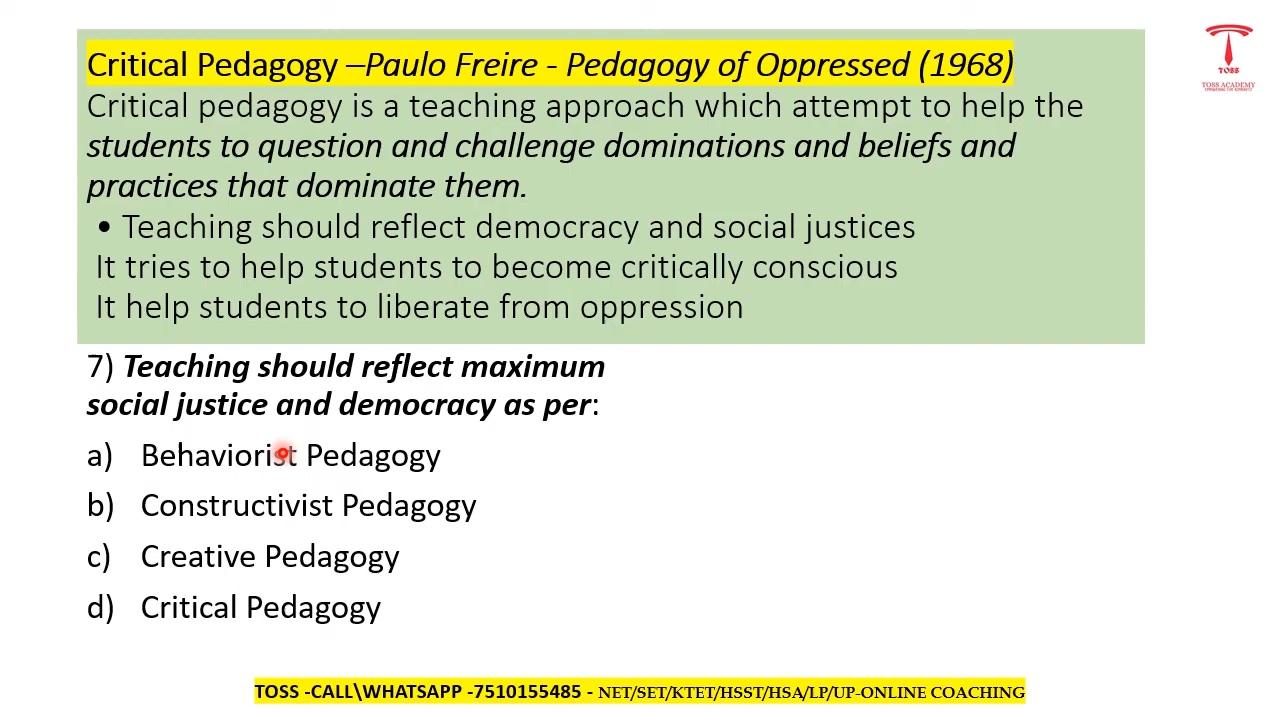 Critical Pedagogy –Paulo Freire - Pedagogy of Oppressed (1968)
Critical pedagogy is a teaching approach which attempt to help the
students to question and challenge dominations and beliefs and
practices that dominate them.
• Teaching should reflect democracy and social justices
It tries to help students to become critically conscious
It help students to liberate from oppression
TOSS
TOSS ACADEMY
7) Teaching should reflect maximum
social justice and democracy as per:
a) Behaviorist Pedagogy
b) Constructivist Pedagogy
c) Creative Pedagogy
d) Critical Pedagogy
TOSS -CALL\WHATSAPP -7510155485 - NET/SET/KTET/HSST/HSA/LP/UP-ONLINE COACHING